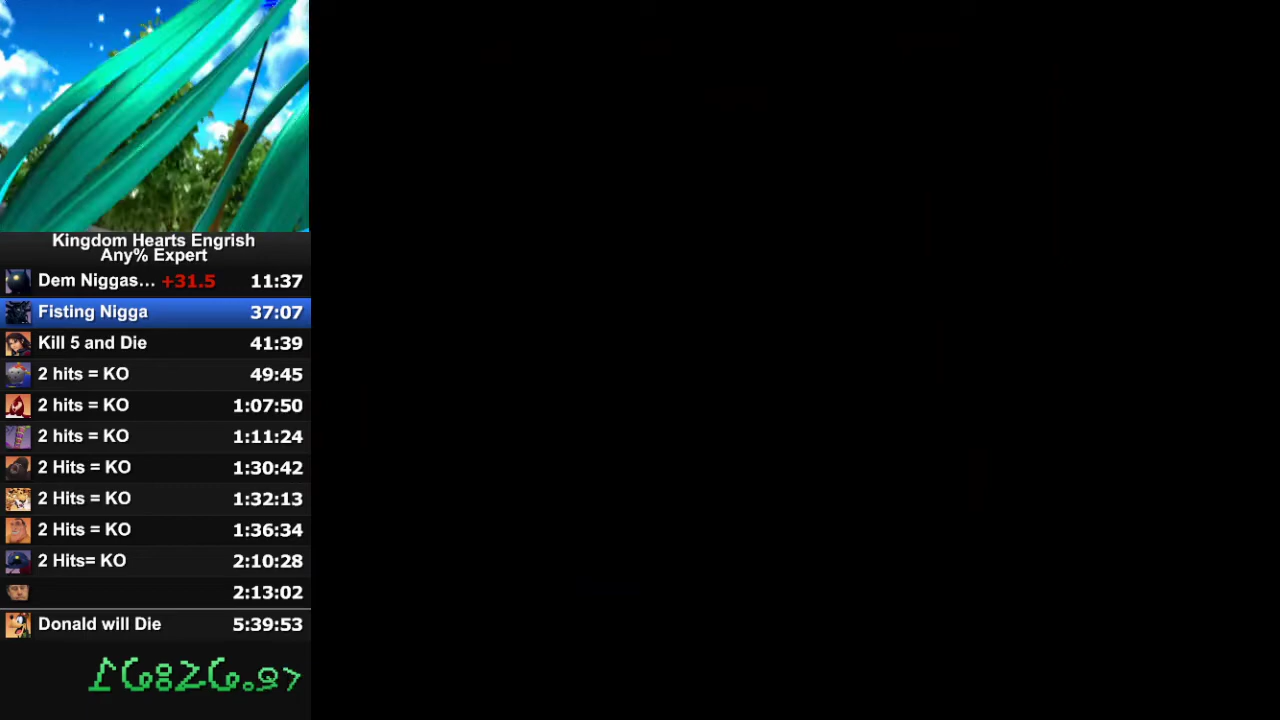 Kingdom Hearts Engrish
Any% Expert
Dem Niggas... +31.5 11:37
Fisting Nigga 37:07
Kill 5 and Die 41:39
2 hits = KO 49:45
2 hits = KO 1:07:50
2 hits = KO 1:11:24
2 Hits = KO 1:30:42
2 Hits = KO 1:32:13
2 Hits = KO 1:36:34
2 Hits= KO 2:10:28
2:13:02
Donald will Die 5:39:53